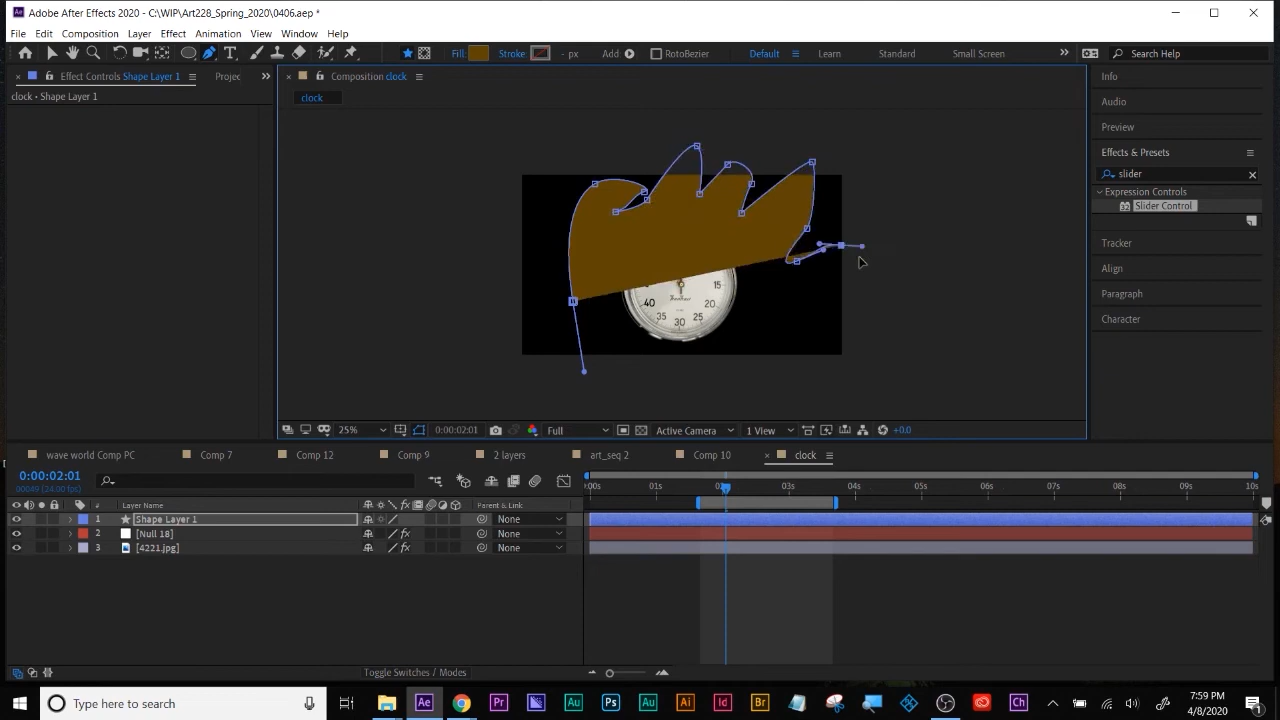 Adobe After Effects 2020 - C:\WIP\Art228_Spring_2020\0406.aep *
File Edit Composition Layer Effect Animation View Window Help
Fill: Stroke: - px Add: RotoBezier Default Learn Standard Small Screen Search Help
Effect Controls Shape Layer 1 Projec
Composition clock
clock • Shape Layer 1
clock
Info
Audio
Preview
Effects & Presets
slider
Expression Controls
Slider Control
Tracker
Align
Paragraph
Character
15
40 20
35 25
30
25% 0:00:02:01 Full Active Camera 1 View +0.0
wave world Comp PC Comp 7 Comp 12 Comp 9 2 layers art_seq 2 Comp 10 clock
0:00:02:01
00049 (24.00 fps)
:00s 01s 02s 03s 04s 05s 06s 07s 08s 09s 10s
# Layer Name Parent & Link
1 Shape Layer 1 None
2 [Null 18] None
3 [4221.jpg] None
Toggle Switches / Modes
Type here to search
7:59 PM
4/8/2020